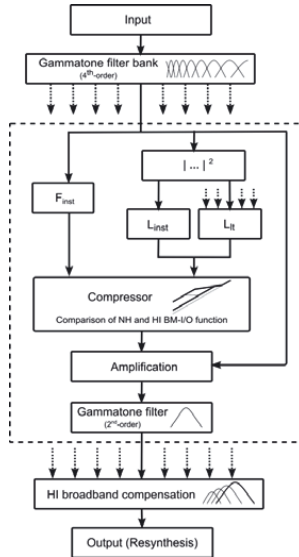 Input
Gammatone filter bank
(4th-order)
| ... | 2
Finst
Linst
Llt
Compressor
Comparison of NH and HI BM-I/O function
Amplification
Gammatone filter
(2nd-order)
HI broadband compensation
Output (Resynthesis)